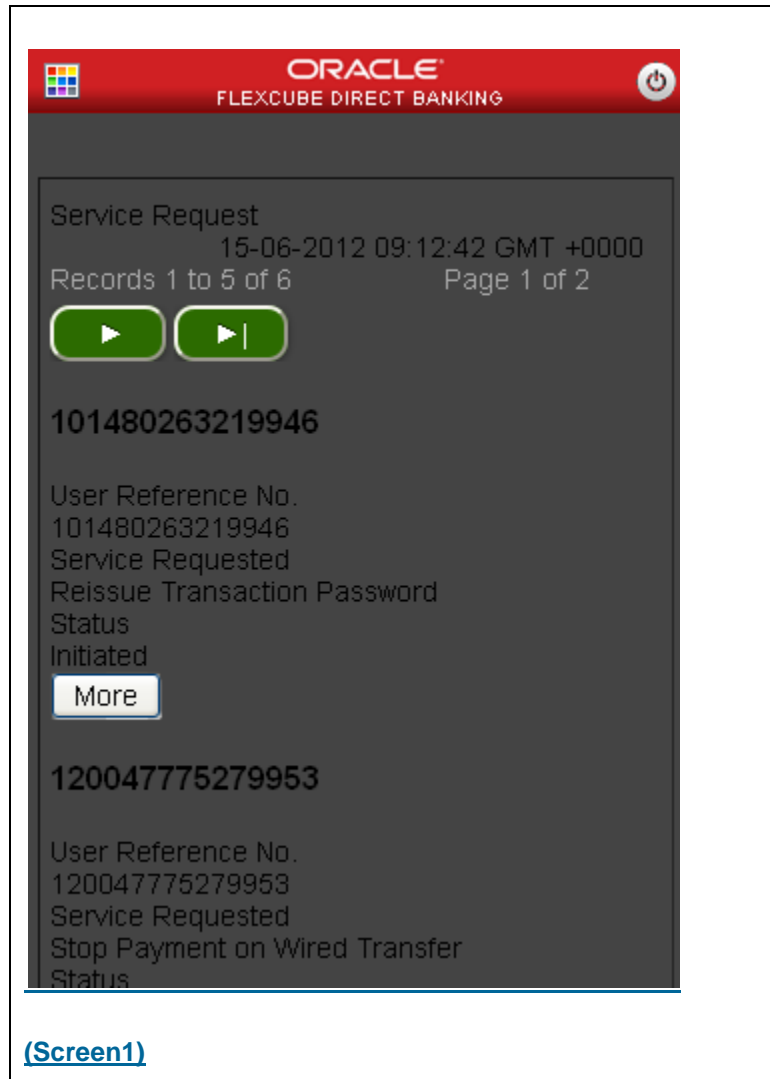 ORACLE
FLEXCUBE DIRECT BANKING
Service Request
15-06-2012 09:12:42 GMT +0000
Records 1 to 5 of 6 Page 1 of 2
101480263219946
User Reference No.
101480263219946
Service Requested
Reissue Transaction Password
Status
Initiated
More
120047775279953
User Reference No.
120047775279953
Service Requested
Stop Payment on Wired Transfer
Status
(Screen1)